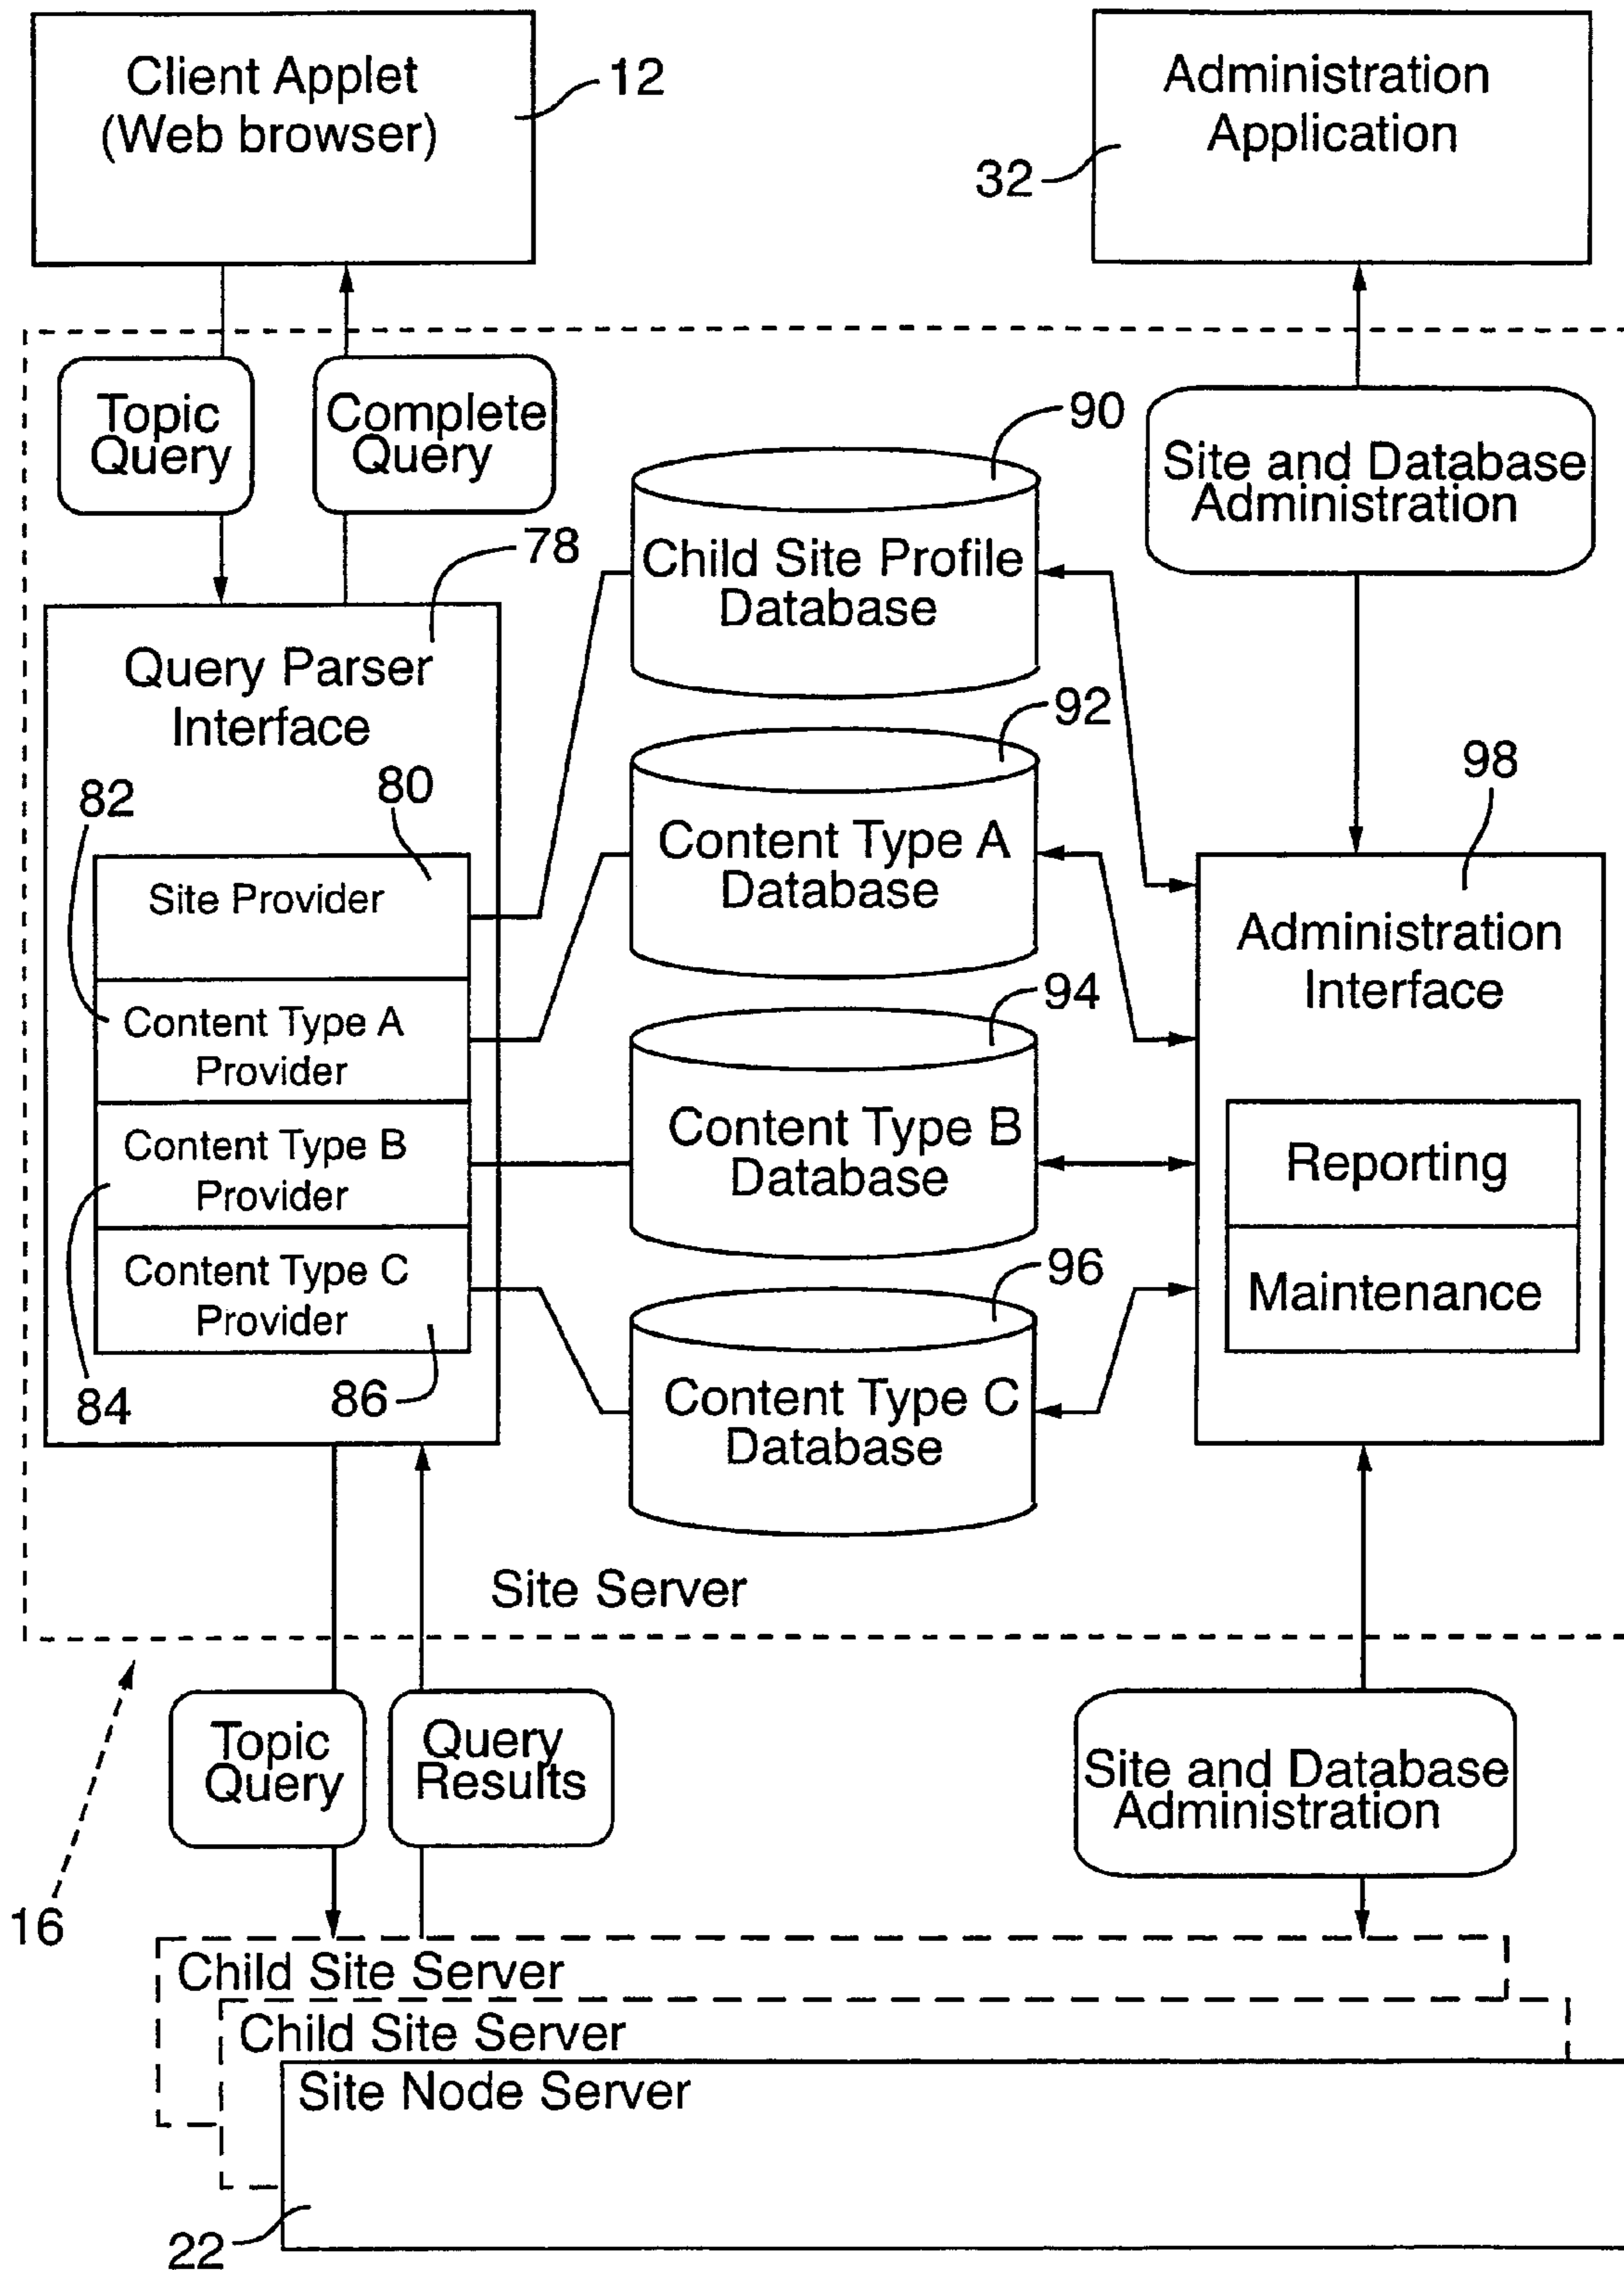 Client Applet
(Web browser)
12
Administration
Application
32
Topic
Query
Complete
Query
90
Site and Database
Administration
78
Child Site Profile
Database
Query Parser
Interface
92
98
82
80
Content Type A
Database
Site Provider
Administration
Interface
94
Content Type A
Provider
Content Type B
Database
Content Type B
Provider
Reporting
96
Content Type C
Provider
Maintenance
84
86
Content Type C
Database
Site Server
Topic
Query
Query
Results
Site and Database
Administration
16
Child Site Server
Child Site Server
Site Node Server
22